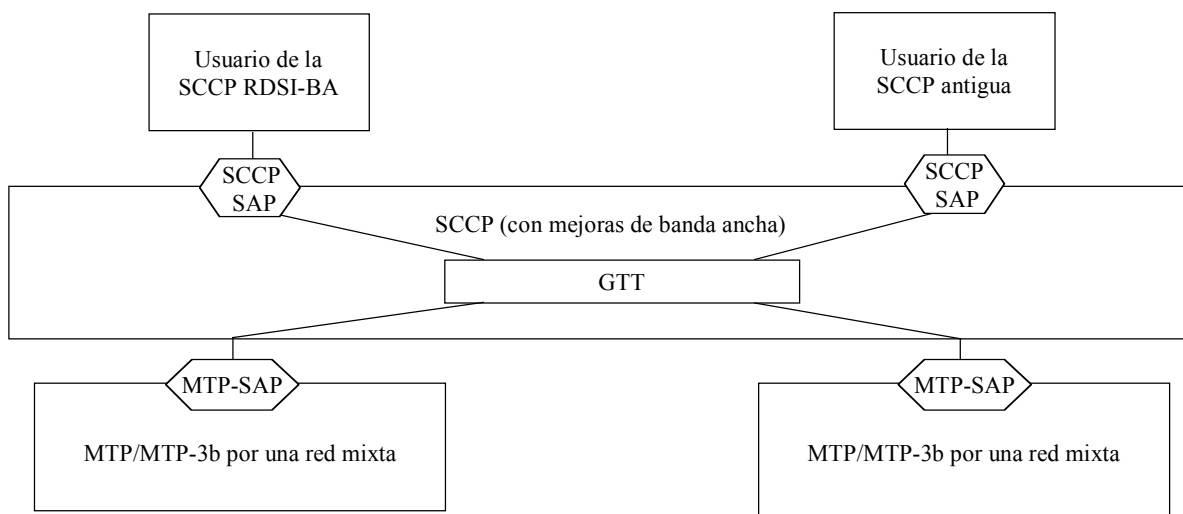 Usuario de la
SCCP RDSI-BA
Usuario de la
SCCP antigua
SCCP
SAP
SCCP
SAP
SCCP (con mejoras de banda ancha)
GTT
MTP-SAP
MTP-SAP
MTP/MTP-3b por una red mixta
MTP/MTP-3b por una red mixta